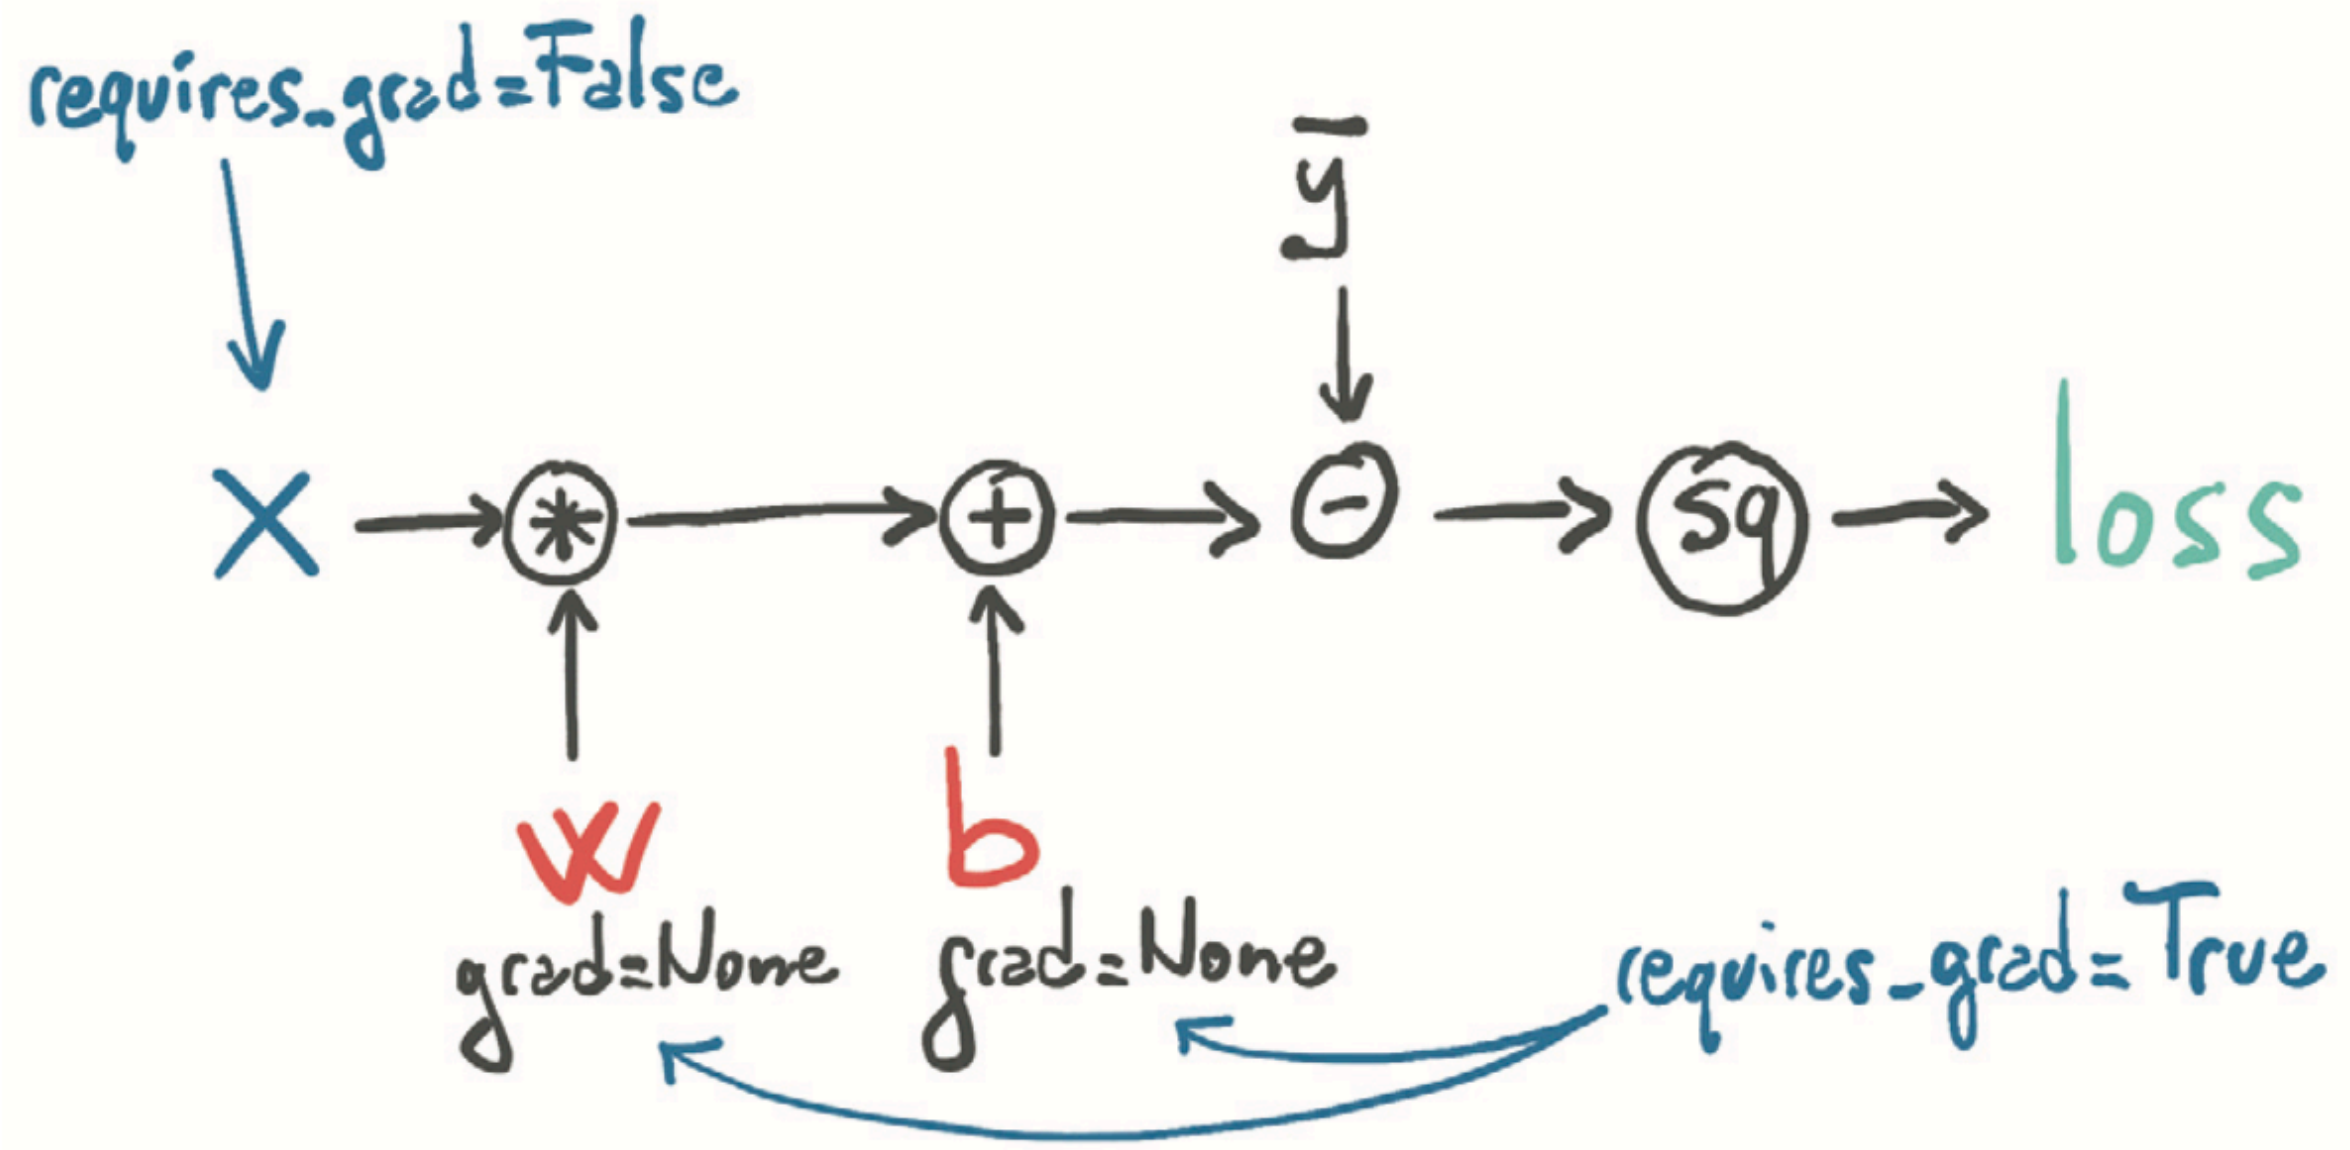 requires_grad=False
ȳ
X * + - sq loss
w b
grad=None grad=None requires_grad=True